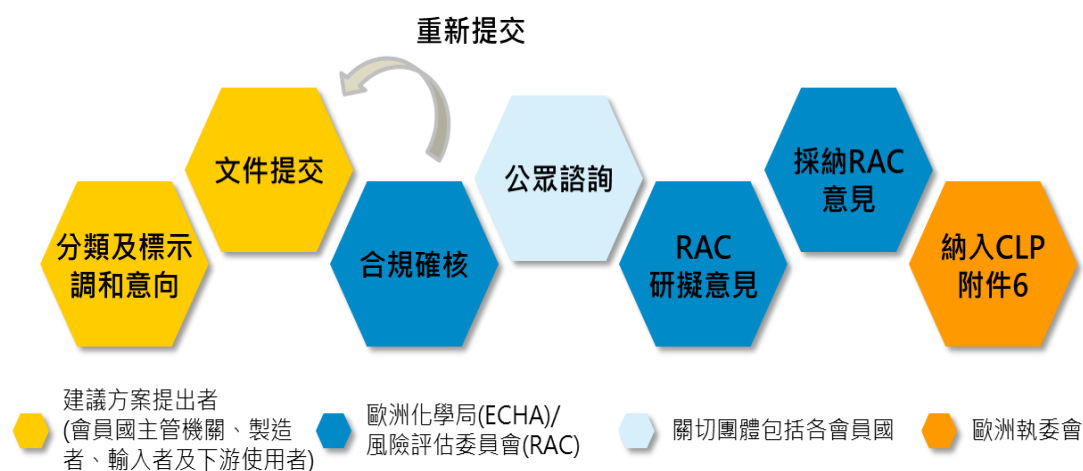 重新提交
分類及標示
調和意向
文件提交
合規確核
公眾諮詢
RAC
研擬意見
採納RAC
意見
納入CLP
附件6
建議方案提出者
(會員國主管機關、製造
者、輸入者及下游使用者)
歐洲化學局(ECHA)/
風險評估委員會(RAC)
關切團體包括各會員國
歐洲執委會